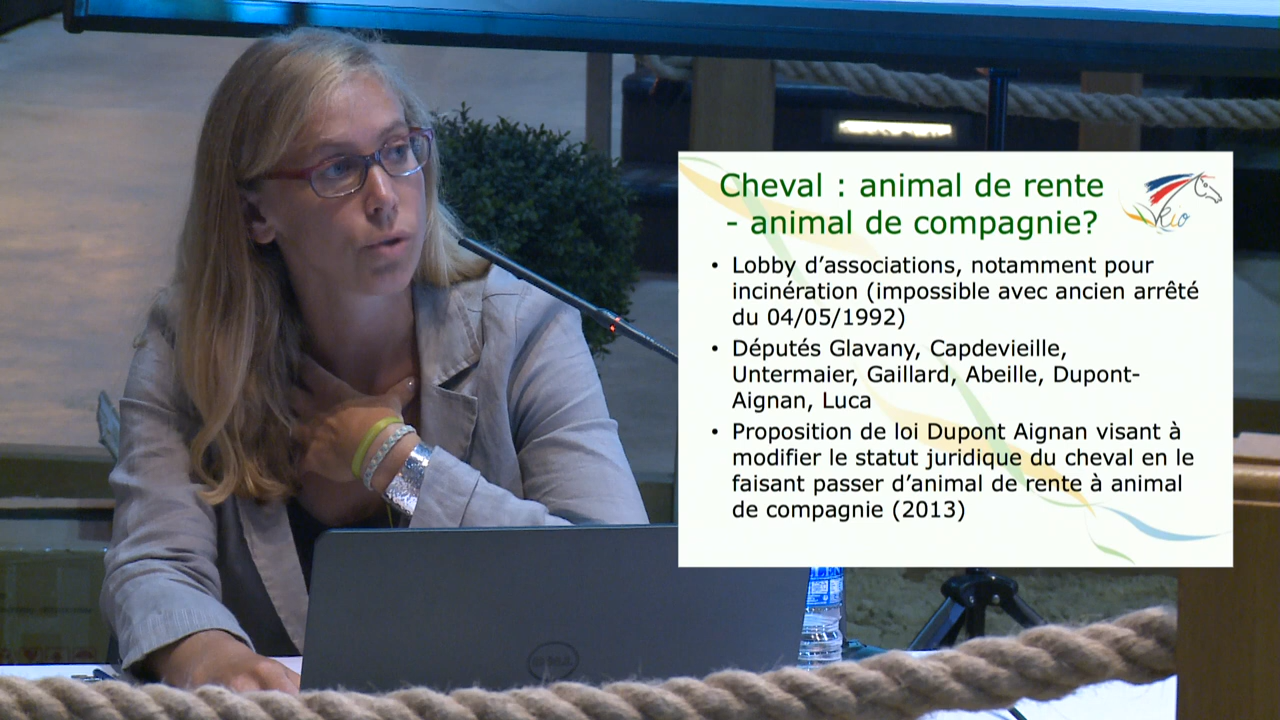 Cheval : animal de rente
- animal de compagnie?
Rio
• Lobby d’associations, notamment pour
incinération (impossible avec ancien arrêté
du 04/05/1992)
• Députés Glavany, Capdevieille,
Untermaier, Gaillard, Abeille, Dupont-
Aignan, Luca
• Proposition de loi Dupont Aignan visant à
modifier le statut juridique du cheval en le
faisant passer d’animal de rente à animal
de compagnie (2013)
DELL